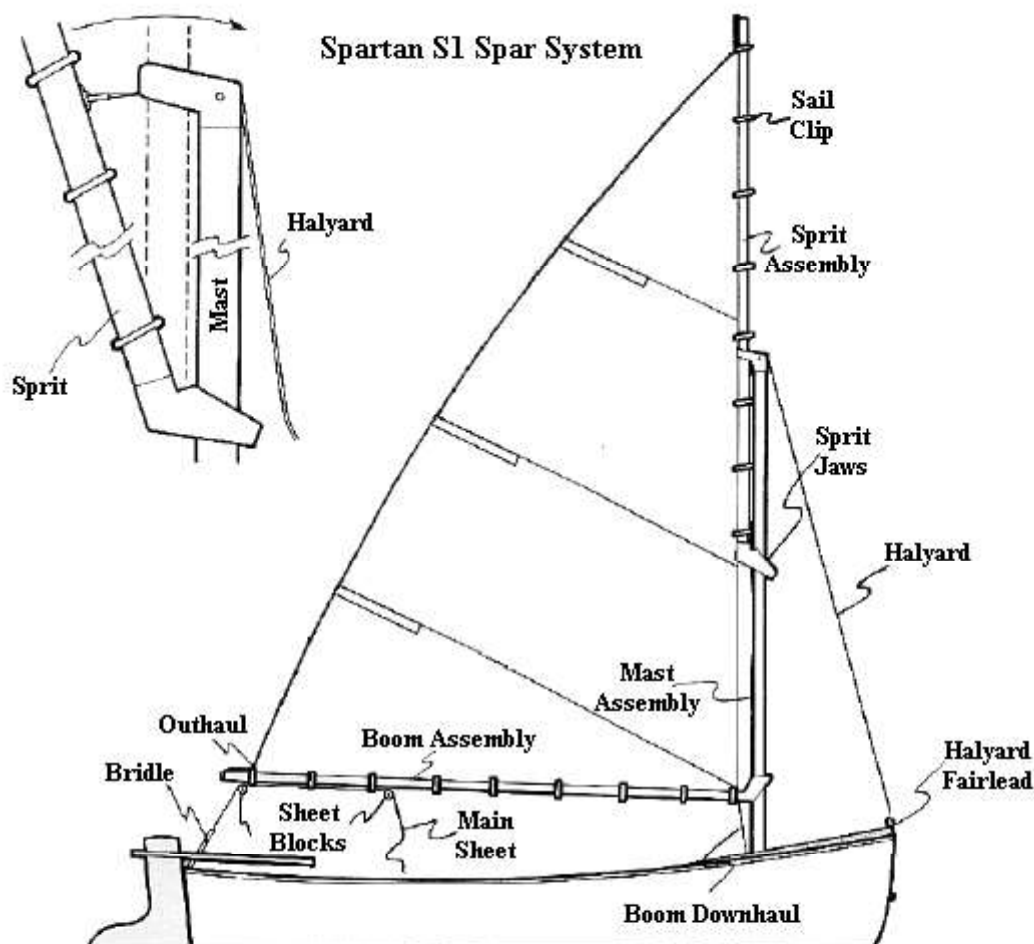 Spartan S1 Spar System
Sail
Clip
Halyard
Sprit
Assembly
Mast
Sprit
Sprit
Jaws
Halyard
Mast
Assembly
Outhaul
Boom Assembly
Bridle
Halyard
Fairlead
Sheet
Blocks
Main
Sheet
Boom Downhaul